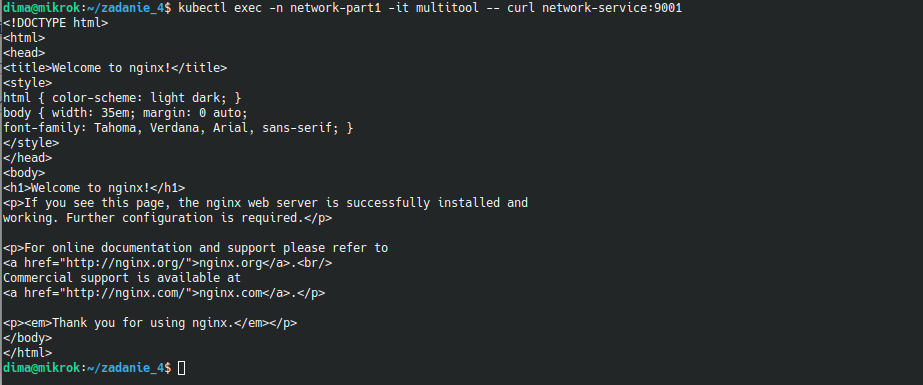 dima@mikrok:~/zadanie_4$ kubectl exec -n network-part1 -it multitool -- curl network-service:9001
<!DOCTYPE html>
<html>
<head>
<title>Welcome to nginx!</title>
<style>
html { color-scheme: light dark; }
body { width: 35em; margin: 0 auto;
font-family: Tahoma, Verdana, Arial, sans-serif; }
</style>
</head>
<body>
<h1>Welcome to nginx!</h1>
<p>If you see this page, the nginx web server is successfully installed and
working. Further configuration is required.</p>

<p>For online documentation and support please refer to
<a href="http://nginx.org/">nginx.org</a>.<br/>
Commercial support is available at
<a href="http://nginx.com/">nginx.com</a>.</p>

<p><em>Thank you for using nginx.</em></p>
</body>
</html>
dima@mikrok:~/zadanie_4$